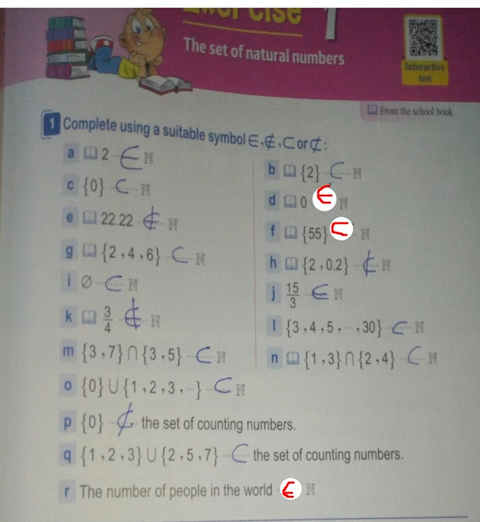 Exercise 1
The set of natural numbers
Interactive test
From the school book
1 Complete using a suitable symbol ∈,∉,⊂ or ⊄:
a 2 ∈ ℕ
b {2} ⊂ ℕ
c {0} ⊂ ℕ
d 0 ∈ ℕ
e 22.22 ∉ ℕ
f {55} ⊂ ℕ
g {2,4,6} ⊂ ℕ
h {2,0.2} ⊄ ℕ
i ∅ ⊂ ℕ
j 15/3 ∈ ℕ
k 3/4 ∉ ℕ
l {3,4,5,...,30} ⊂ ℕ
m {3,7} ∩ {3,5} ⊂ ℕ
n {1,3} ∩ {2,4} ⊂ ℕ
o {0} ∪ {1,2,3,...} ⊂ ℕ
p {0} ⊄ the set of counting numbers.
q {1,2,3} ∪ {2,5,7} ⊂ the set of counting numbers.
r The number of people in the world ∈ ℕ